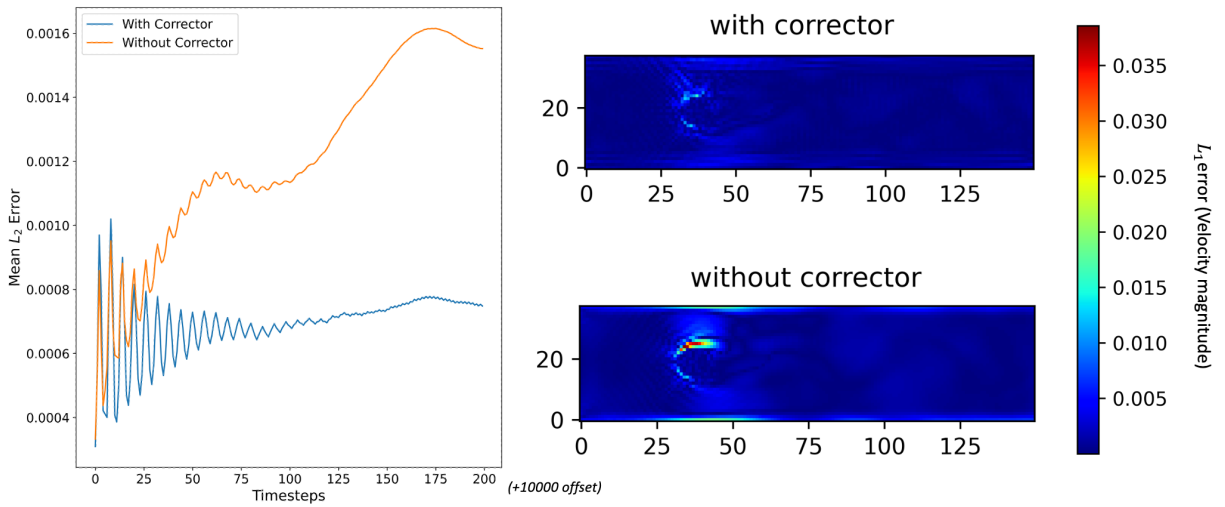 With Corrector
Without Corrector
0.0016
0.0014
0.0012
0.0010
0.0008
0.0006
0.0004
Mean L2 Error
0 25 50 75 100 125 150 175 200
Timesteps
(+10000 offset)
with corrector
20
0
0 25 50 75 100 125
without corrector
20
0
0 25 50 75 100 125
0.035
0.030
0.025
0.020
0.015
0.010
0.005
L1 error (Velocity magnitude)